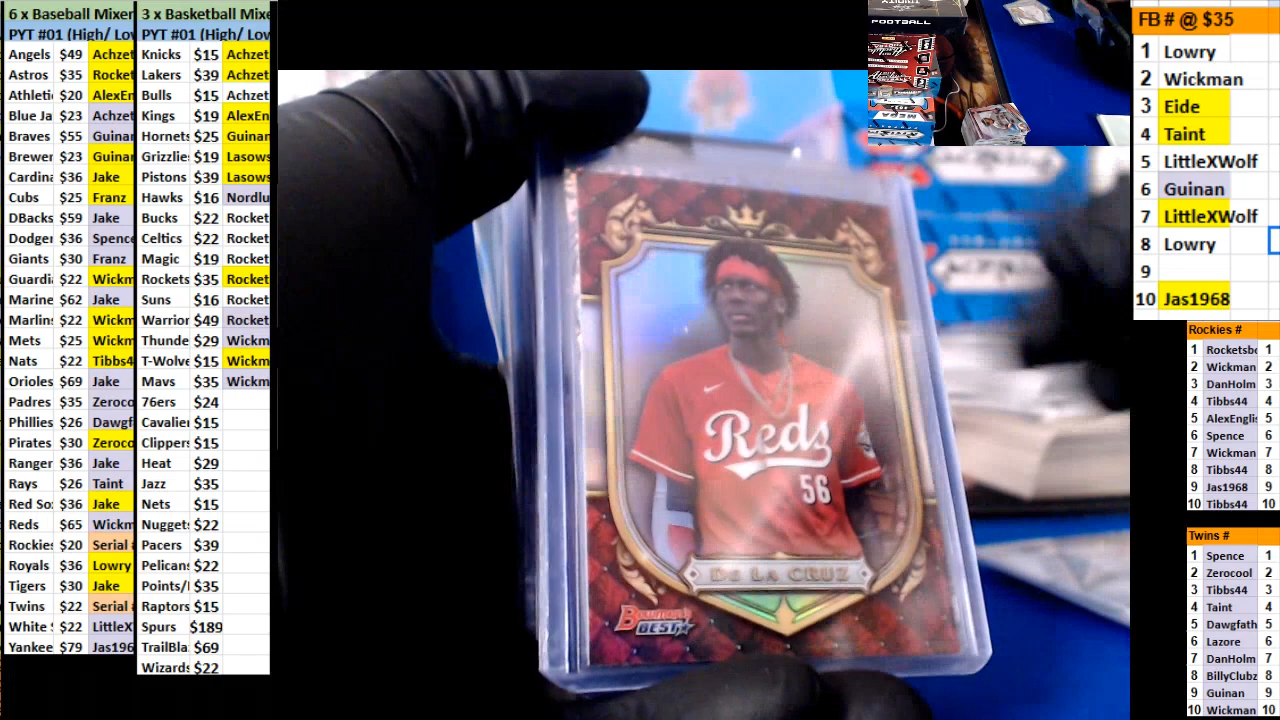 6 x Baseball Mixer
PYT #01 (High/ Lov
Angels $49 Achzet
Astros $35 Rocket
Athletic $20 AlexEn
Blue Ja $23 Achzet
Braves $55 Guinar
Brewer $23 Guinar
Cardina $36 Jake
Cubs $25 Franz
DBacks $59 Jake
Dodger $36 Spence
Giants $30 Franz
Guardi $22 Wickm
Marine $62 Jake
Marlins $22 Wickm
Mets $25 Wickm
Nats $22 Tibbs4
Orioles $69 Jake
Padres $35 Zeroco
Phillies $26 Dawgf
Pirates $30 Zeroco
Ranger $36 Jake
Rays $26 Taint
Red So $36 Jake
Reds $65 Wickm
Rockies $20 Serial
Royals $36 Lowry
Tigers $30 Jake
Twins $22 Serial
White $22 LittleX
Yankee $79 Jas196
3 x Basketball Mixe
PYT #01 (High/ Lov
Knicks $15 Achzet
Lakers $39 Achzet
Bulls $15 Achzet
Kings $19 AlexEn
Hornets $25 Guinar
Grizzlie $19 Lasows
Pistons $39 Lasows
Hawks $16 Nordlu
Bucks $22 Rocket
Celtics $22 Rocket
Magic $19 Rocket
Rockets $35 Rocket
Suns $16 Rocket
Warrior $49 Rocket
Thunde $29 Wickm
T-Wolve $15 Wickm
Mavs $35 Wickm
76ers $24
Cavalier $15
Clippers $15
Heat $29
Jazz $35
Nets $15
Nuggets $22
Pacers $39
Pelican $22
Points/ $35
Raptors $15
Spurs $189
TrailBla $69
Wizards $22
FOOTBALL
Reds
56
DE LA CRUZ
Bowman's
BEST
FB # @ $35
1 Lowry
2 Wickman
3 Eide
4 Taint
5 LittleXWolf
6 Guinan
7 LittleXWolf
8 Lowry
9
10 Jas1968
Rockies #
1 Rocketsb 1
2 Wickman 2
3 DanHolm 3
4 Tibbs44 4
5 AlexEnglis 5
6 Spence 6
7 Wickman 7
8 Tibbs44 8
9 Jas1968 9
10 Tibbs44 10
Twins #
1 Spence 1
2 Zerocool 2
3 Tibbs44 3
4 Taint 4
5 Dawgfath 5
6 Lazore 6
7 DanHolm 7
8 BillyClubz 8
9 Guinan 9
10 Wickman 10